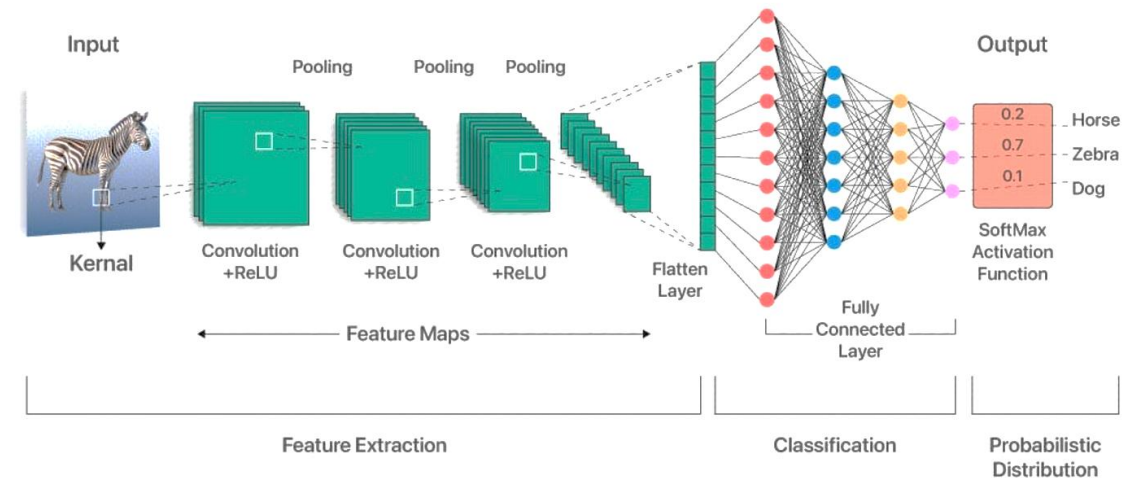 Input
Output
Pooling
Pooling
Pooling
0.2
Horse
0.7
Zebra
0.1
Dog
Kernal
Convolution
+ReLU
Convolution
+ReLU
Convolution
+ReLU
Flatten
Layer
SoftMax
Activation
Function
Feature Maps
Fully
Connected
Layer
Feature Extraction
Classification
Probabilistic
Distribution